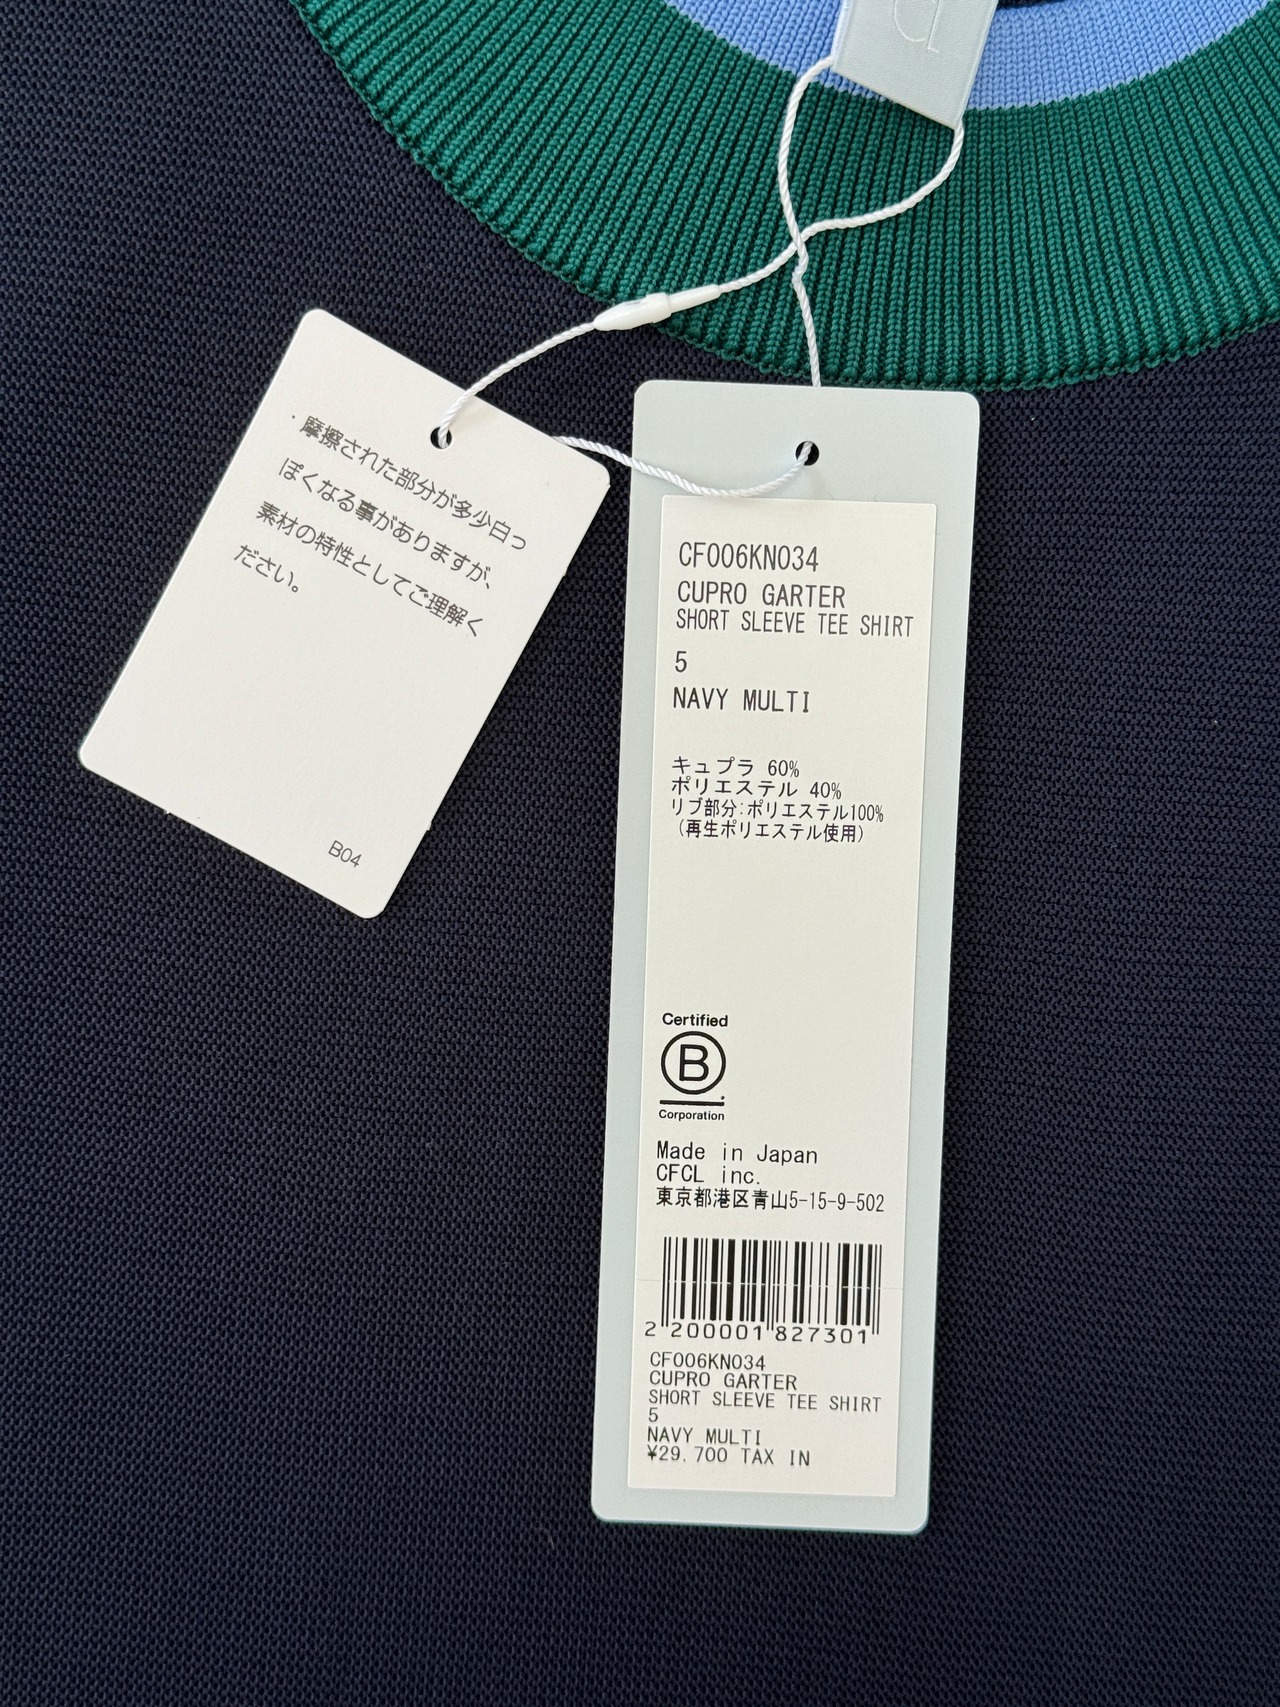 ・摩擦された部分が多少白っ
ぽくなる事がありますが、
素材の特性としてご理解く
ださい。
B04
CF006KN034
CUPRO GARTER
SHORT SLEEVE TEE SHIRT
5
NAVY MULTI
キュプラ 60%
ポリエステル 40%
リブ部分:ポリエステル100%
(再生ポリエステル使用)
Certified
B
Corporation
Made in Japan
CFCL inc.
東京都港区青山5-15-9-502
2 200001 827301
CF006KN034
CUPRO GARTER
SHORT SLEEVE TEE SHIRT
5
NAVY MULTI
¥29.700 TAX IN